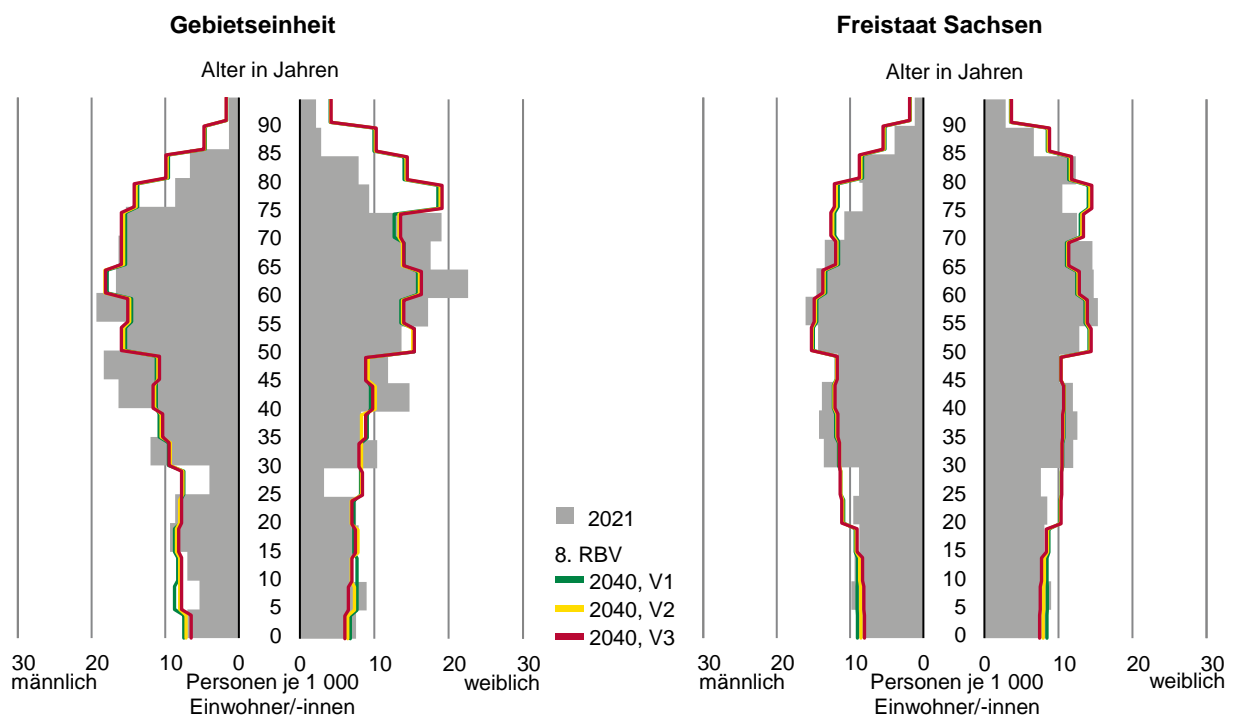 Gebietseinheit
Alter in Jahren
90
85
80
75
70
65
60
55
50
45
40
35
30
25
20
15
10
5
0
30 20 10 0 0 10 20 30
männlich Personen je 1 000 weiblich
Einwohner/-innen
2021
8. RBV
2040, V1
2040, V2
2040, V3
Freistaat Sachsen
Alter in Jahren
90
85
80
75
70
65
60
55
50
45
40
35
30
25
20
15
10
5
0
30 20 10 0 0 10 20 30
männlich Personen je 1 000 weiblich
Einwohner/-innen